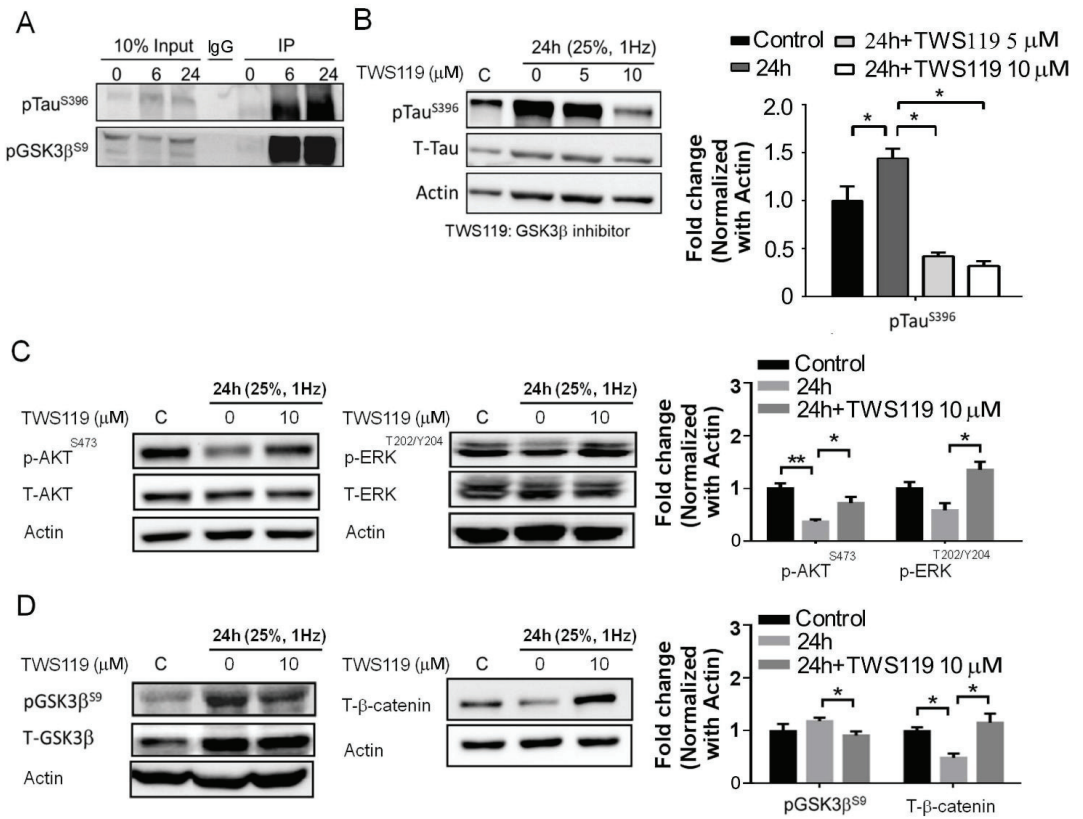 A
10% Input IgG IP
0 6 24 0 6 24
pTau^S396
pGSK3β^S9
B
24h (25%, 1Hz)
TWS119 (μM) C 0 5 10
pTau^S396
T-Tau
Actin
TWS119: GSK3β inhibitor
Control 24h+TWS119 5 μM
24h 24h+TWS119 10 μM
Fold change
(Normalized
with Actin)
2.0
1.5
1.0
0.5
0
* * *
pTau^S396
C
24h (25%, 1Hz)
TWS119 (μM) C 0 10
p-AKT^S473
T-AKT
Actin
24h (25%, 1Hz)
TWS119 (μM) C 0 10
p-ERK^T202/Y204
T-ERK
Actin
Control
24h
24h+TWS119 10 μM
Fold change
(Normalized
with Actin)
3
2
1
0
** * *
p-AKT^S473 p-ERK^T202/Y204
D
24h (25%, 1Hz)
TWS119 (μM) C 0 10
pGSK3β^S9
T-GSK3β
Actin
24h (25%, 1Hz)
TWS119 (μM) C 0 10
T-β-catenin
Actin
Control
24h
24h+TWS119 10 μM
Fold change
(Normalized
with Actin)
3
2
1
0
* * *
pGSK3β^S9 T-β-catenin